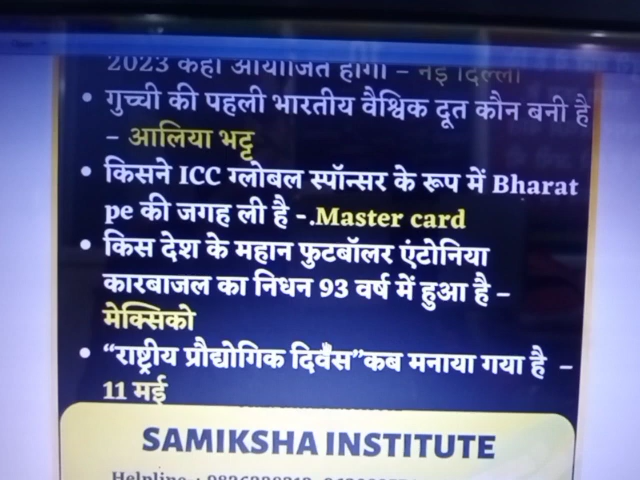 2023 कहां आयोजित होगा – नई दिल्ली
• गुच्ची की पहली भारतीय वैश्विक दूत कौन बनी है
– आलिया भट्ट
• किसने ICC ग्लोबल स्पॉन्सर के रूप में Bharat
pe की जगह ली है -.Master card
• किस देश के महान फुटबॉलर एंटोनिया
कारबाजल का निधन 93 वर्ष में हुआ है –
मेक्सिको
• “राष्ट्रीय प्रौद्योगिक दिवस”कब मनाया गया है –
11 मई
SAMIKSHA INSTITUTE
Helpline :